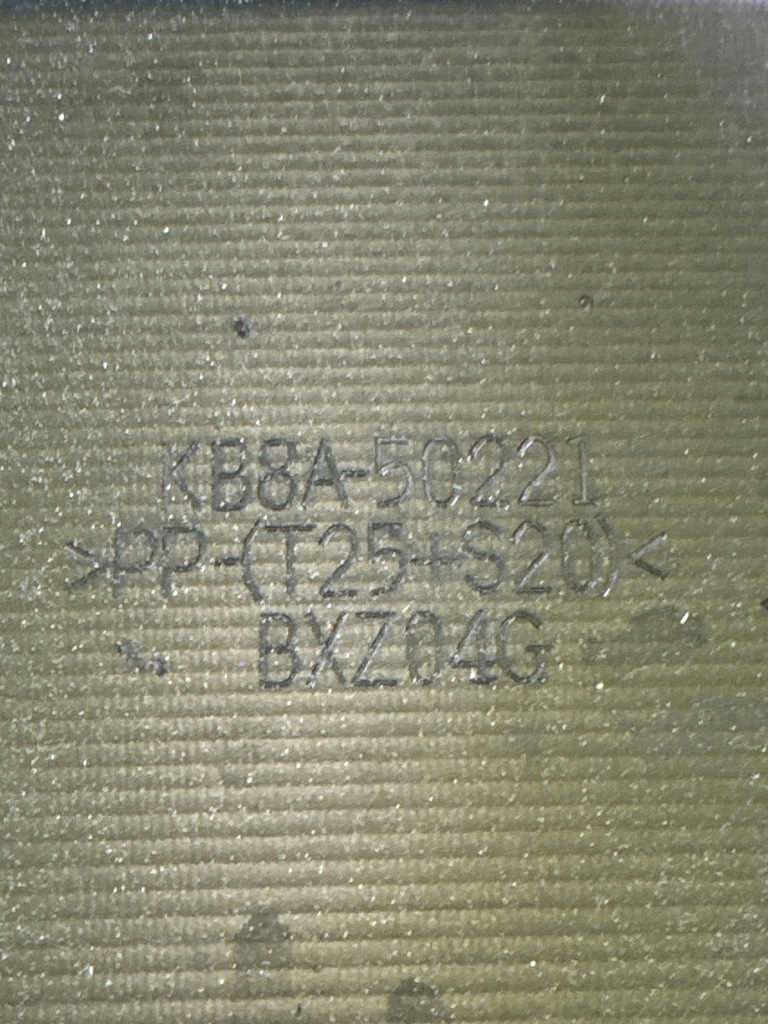 KB8A-50221
>PP-(T25+S20)<
BXZ04G